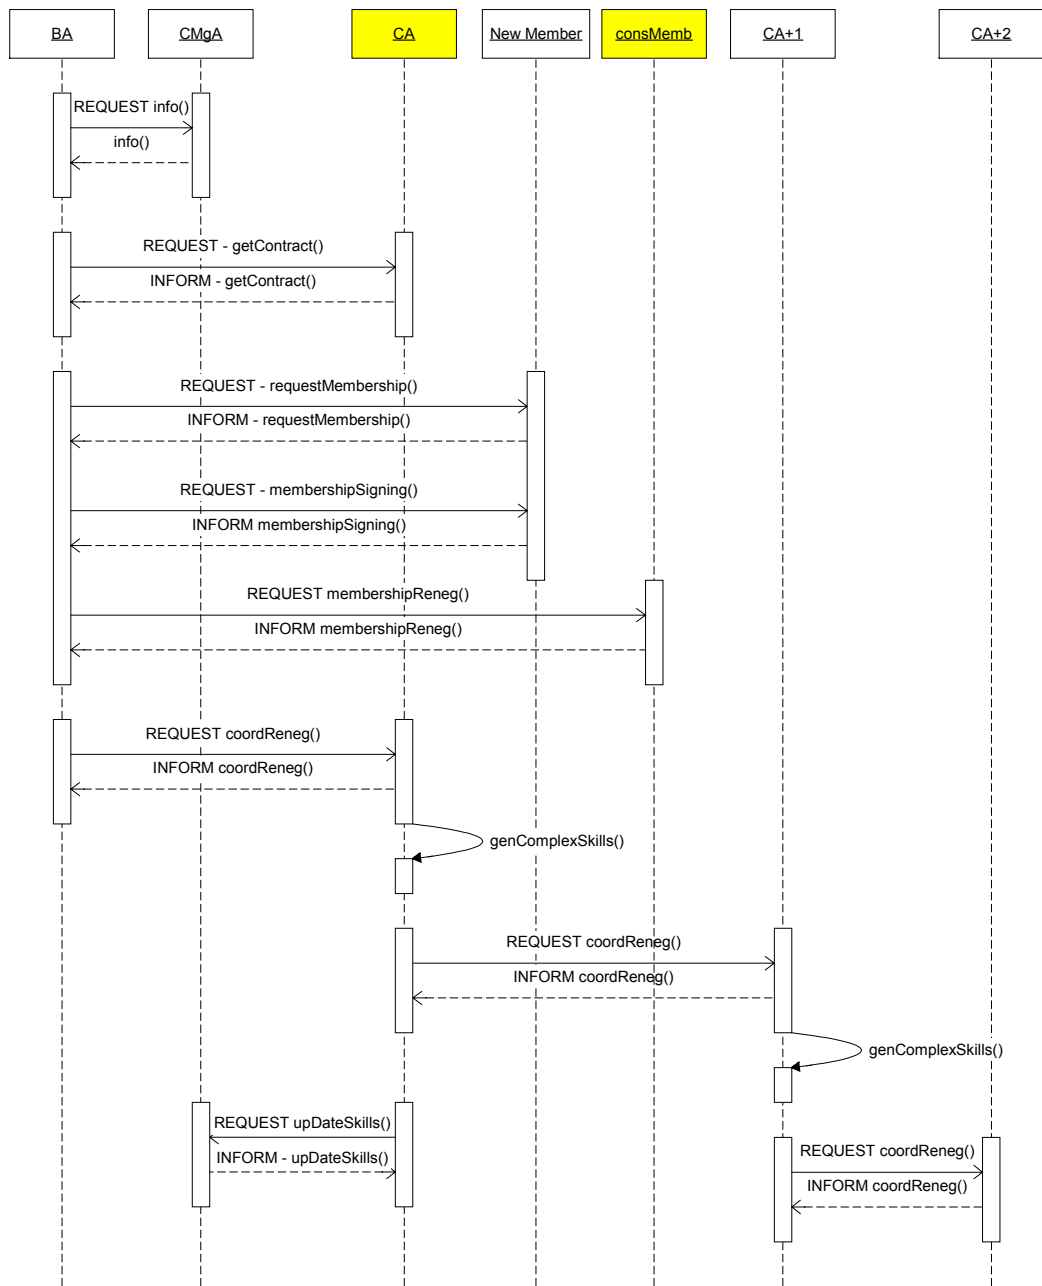 BA
CMgA
CA
New Member
consMemb
CA+1
CA+2
REQUEST info()
info()
REQUEST - getContract()
INFORM - getContract()
REQUEST - requestMembership()
INFORM - requestMembership()
REQUEST - membershipSigning()
INFORM membershipSigning()
REQUEST membershipReneg()
INFORM membershipReneg()
REQUEST coordReneg()
INFORM coordReneg()
genComplexSkills()
REQUEST coordReneg()
INFORM coordReneg()
genComplexSkills()
REQUEST upDateSkills()
INFORM - upDateSkills()
REQUEST coordReneg()
INFORM coordReneg()